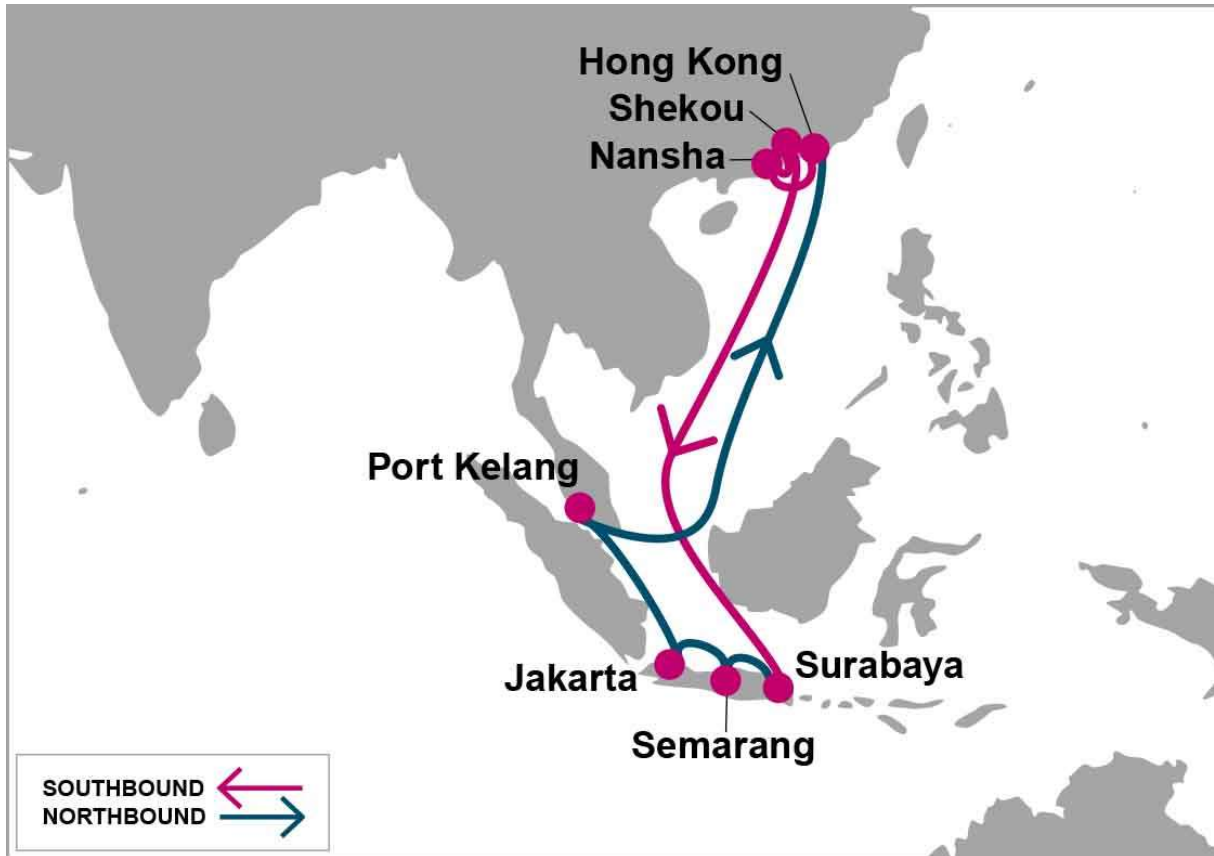 Hong Kong
Shekou
Nansha
Port Kelang
Jakarta
Surabaya
Semarang
SOUTHBOUND
NORTHBOUND